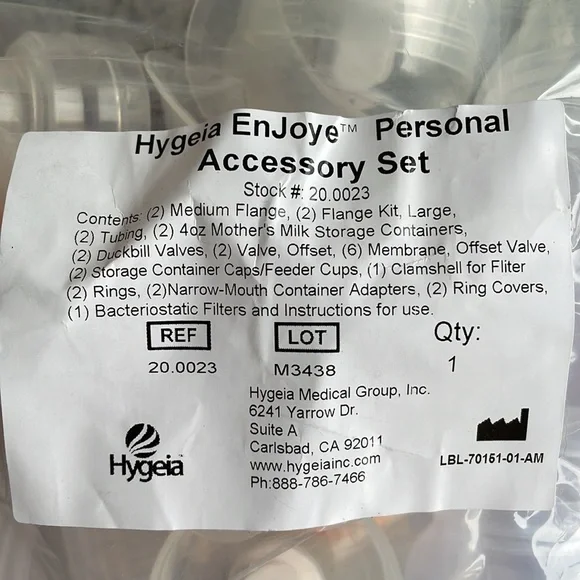 Hygeia EnJoye™ Personal
Accessory Set
Stock #: 20.0023
Contents: (2) Medium Flange, (2) Flange Kit, Large,
(2) Tubing, (2) 4oz Mother's Milk Storage Containers,
(2) Duckbill Valves, (2) Valve, Offset, (6) Membrane, Offset Valve,
(2) Storage Container Caps/Feeder Cups, (1) Clamshell for Fliter
(2) Rings, (2)Narrow-Mouth Container Adapters, (2) Ring Covers,
(1) Bacteriostatic Filters and Instructions for use.
REF LOT Qty:
20.0023 M3438 1
Hygeia Medical Group, Inc.
6241 Yarrow Dr.
Suite A
Carlsbad, CA 92011
www.hygeiainc.com
Ph:888-786-7466
Hygeia
LBL-70151-01-AM